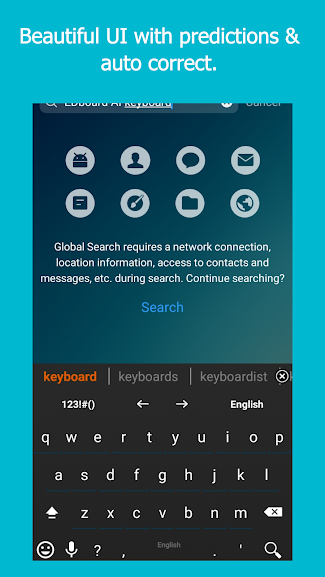 Beautiful UI with predictions &
auto correct.
EDboard AI keyboard Cancel
Global Search requires a network connection,
location information, access to contacts and
messages, etc. during search. Continue searching?
Search
keyboard keyboards keyboardist
123!#() ← → English
q w e r t y u i o p
a s d f g h j k l
z x c v b n m
? , English . '